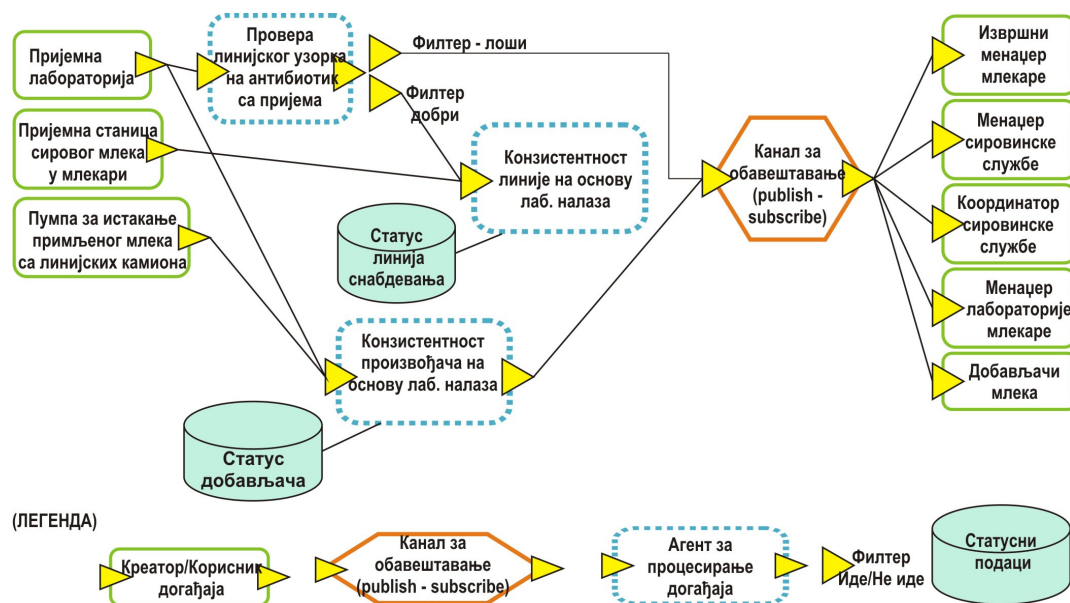 Пријемна
лабораторија
Провера
линијског узорка
на антибиотик
са пријема
Филтер - лоши
Филтер
добри
Извршни
менаџер
млекаре
Пријемна станица
сировог млека
у млекари
Конзистентност
линије на основу
лаб. налаза
Канал за
обавештавање
(publish -
subscribe)
Менаџер
сировинске
службе
Пумпа за истакање
примљеног млека
са линијских камиона
Статус
линија
снабдевања
Координатор
сировинске
службе
Менаџер
лабораторије
млекаре
Конзистентност
произвођача на
основу лаб. налаза
Добављачи
млека
Статус
добављача
(ЛЕГЕНДА)
Креатор/Корисник
догађаја
Канал за
обавештавање
(publish - subscribe)
Агент за
процесирање
догађаја
Филтер
Иде/Не иде
Статусни
подаци